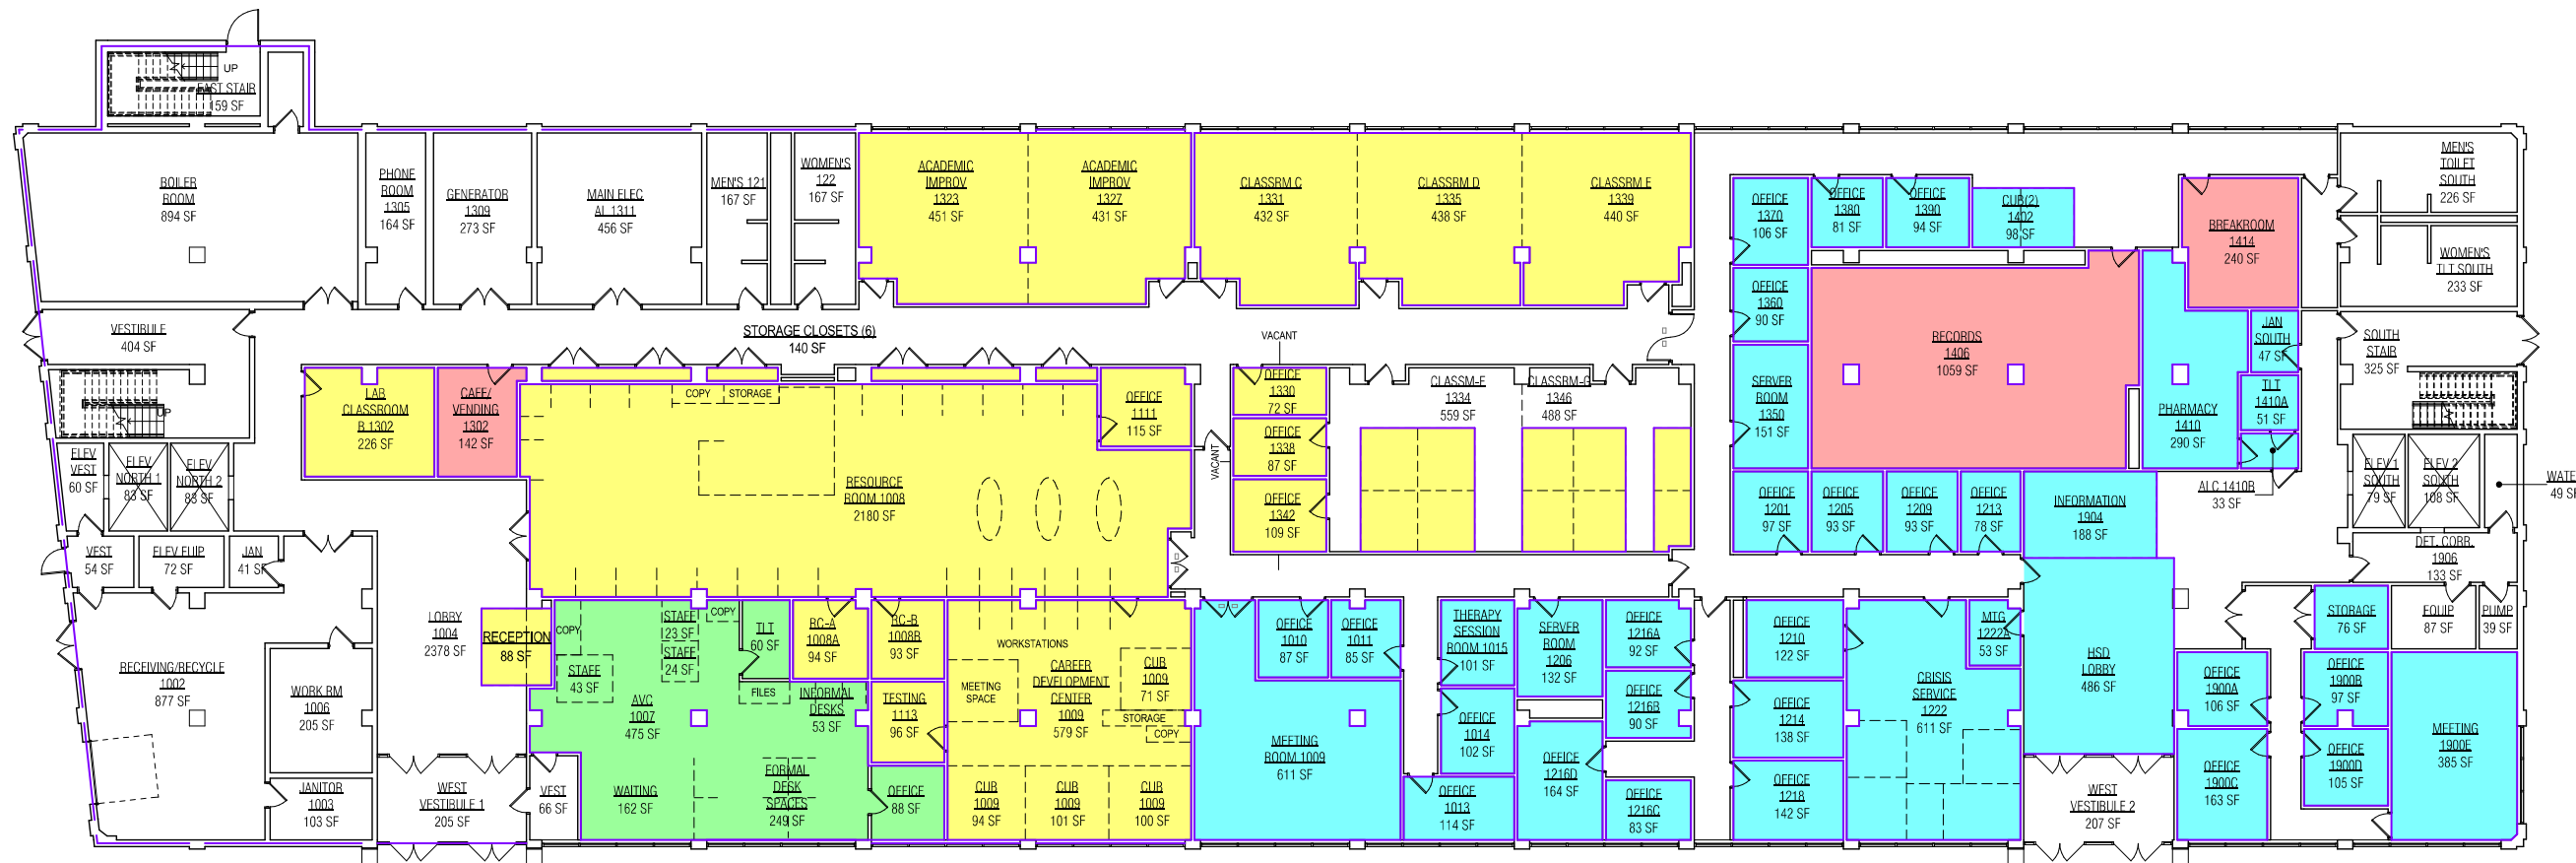 UP
EAST STAIR
159 SF
BOILER
ROOM
894 SF
PHONE
ROOM
1305
164 SF
GENERATOR
1309
273 SF
MAIN ELEC
AL 1311
456 SF
MEN'S 121
167 SF
WOMEN'S
122
167 SF
ACADEMIC
IMPROV
1323
451 SF
ACADEMIC
IMPROV
1327
431 SF
CLASSRM C
1331
432 SF
CLASSRM D
1335
438 SF
CLASSRM E
1339
440 SF
OFFICE
1370
106 SF
OFFICE
1380
81 SF
OFFICE
1390
94 SF
CUB(2)
1402
98 SF
BREAKROOM
1414
240 SF
MEN'S
TOILET
SOUTH
226 SF
WOMEN'S
TLT SOUTH
233 SF
VESTIBULE
404 SF
STORAGE CLOSETS (6)
140 SF
VACANT
OFFICE
1360
90 SF
RECORDS
1406
1059 SF
JAN
SOUTH
47 SF
SOUTH
STAIR
325 SF
UP
LAB
CLASSROOM
B 1302
226 SF
CAFE/
VENDING
1302
142 SF
COPY
STORAGE
OFFICE
1111
115 SF
OFFICE
1330
72 SF
CLASSM-F
1334
559 SF
CLASSRM-G
1346
488 SF
SERVER
ROOM
1350
151 SF
PHARMACY
1410
290 SF
TLT
1410A
51 SF
ELEV
VEST
60 SF
ELEV
NORTH 1
83 SF
ELEV
NORTH 2
83 SF
RESOURCE
ROOM 1008
2180 SF
VACANT
OFFICE
1338
87 SF
OFFICE
1342
109 SF
OFFICE
1201
97 SF
OFFICE
1205
93 SF
OFFICE
1209
93 SF
OFFICE
1213
78 SF
INFORMATION
1904
188 SF
ALC 1410B
33 SF
ELEV 1
SOUTH
79 SF
ELEV 2
SOUTH
108 SF
WATE
49 SF
VEST
54 SF
ELEV EUIP
72 SF
JAN
41 SF
DET. CORR.
1906
133 SF
LOBBY
1004
2378 SF
RECEPTION
88 SF
COPY
STAFF
23 SF
STAFF
24 SF
COPY
TLT
60 SF
RC-A
1008A
94 SF
RC-B
1008B
93 SF
WORKSTATIONS
CAREER
DEVELOPMENT
CENTER
1009
579 SF
CUB
1009
71 SF
MEETING
SPACE
STORAGE
COPY
OFFICE
1010
87 SF
OFFICE
1011
85 SF
THERAPY
SESSION
ROOM 1015
101 SF
SERVER
ROOM
1206
132 SF
OFFICE
1216A
92 SF
OFFICE
1210
122 SF
MTG
1222A
53 SF
HSD
LOBBY
486 SF
STORAGE
76 SF
EQUIP
87 SF
PUMP
39 SF
RECEIVING/RECYCLE
1002
877 SF
WORK RM
1006
205 SF
STAFF
43 SF
AVC
1007
475 SF
FILES
INFORMAL
DESKS
53 SF
TESTING
1113
96 SF
MEETING
ROOM 1009
611 SF
OFFICE
1014
102 SF
OFFICE
1216B
90 SF
OFFICE
1214
138 SF
CRISIS
SERVICE
1222
611 SF
OFFICE
1900A
106 SF
OFFICE
1900B
97 SF
MEETING
1900E
385 SF
JANITOR
1003
103 SF
WEST
VESTIBULE 1
205 SF
VEST
66 SF
WAITING
162 SF
FORMAL
DESK
SPACES
249 SF
OFFICE
88 SF
CUB
1009
94 SF
CUB
1009
101 SF
CUB
1009
100 SF
OFFICE
1013
114 SF
OFFICE
1216D
164 SF
OFFICE
1216C
83 SF
OFFICE
1218
142 SF
WEST
VESTIBULE 2
207 SF
OFFICE
1900C
163 SF
OFFICE
1900D
105 SF